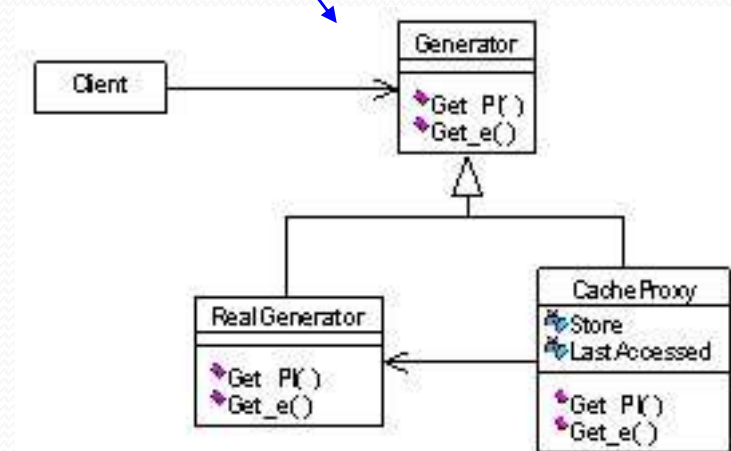 Generator
Client
Get_PI()
Get_e()
RealGenerator
Get_PI()
Get_e()
CacheProxy
Store
LastAccessed
Get_PI()
Get_e()